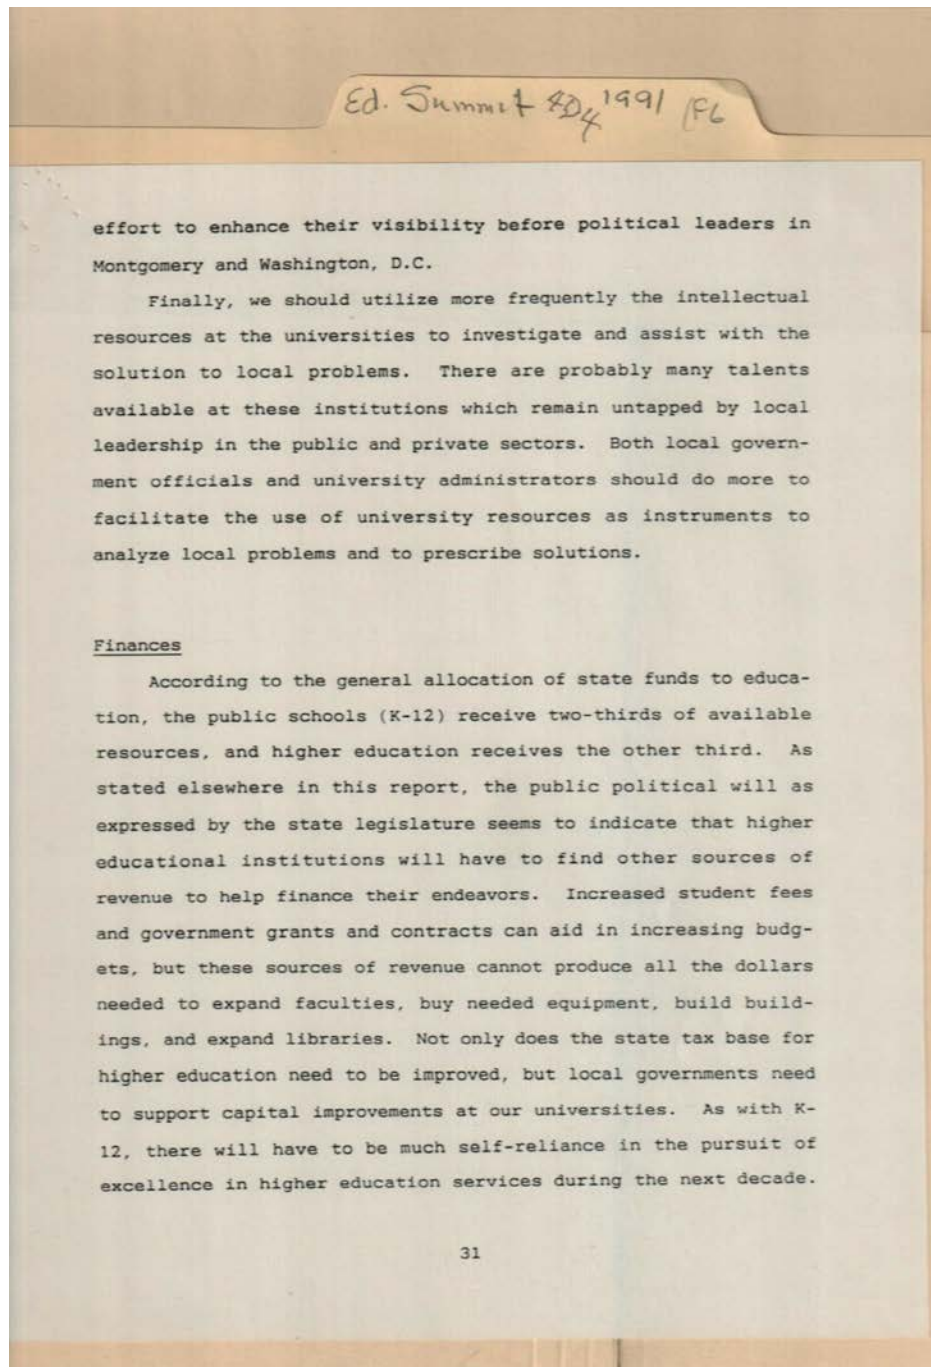 Ed. Summit 1991
effort to enhance their visibility before political leaders in
Montgomery and Washington, D.C.
Finally, we should utilize more frequently the intellectual
resources at the universities to investigate and assist with the
solution to local problems. There are probably many talents
available at these institutions which remain untapped by local
leadership in the public and private sectors. Both local govern-
ment officials and university administrators should do more to
facilitate the use of university resources as instruments to
analyze local problems and to prescribe solutions.
Finances
According to the general allocation of state funds to educa-
tion, the public schools (K-12) receive two-thirds of available
resources, and higher education receives the other third. As
stated elsewhere in this report, the public political will as
expressed by the state legislature seems to indicate that higher
educational institutions will have to find other sources of
revenue to help finance their endeavors. Increased student fees
and government grants and contracts can aid in increasing budg-
ets, but these sources of revenue cannot produce all the dollars
needed to expand faculties, buy needed equipment, build build-
ings, and expand libraries. Not only does the state tax base for
higher education need to be improved, but local governments need
to support capital improvements at our universities. As with K-
12, there will have to be much self-reliance in the pursuit of
excellence in higher education services during the next decade.
31